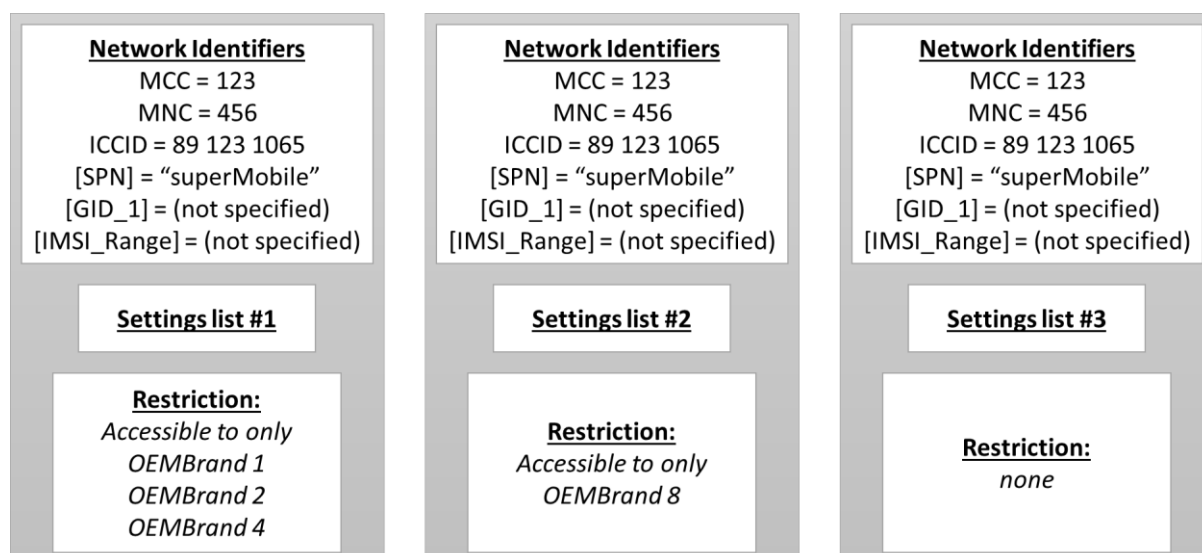 Network Identifiers
MCC = 123
MNC = 456
ICCID = 89 123 1065
[SPN] = “superMobile”
[GID_1] = (not specified)
[IMSI_Range] = (not specified)
Settings list #1
Restriction:
Accessible to only
OEMBrand 1
OEMBrand 2
OEMBrand 4
Network Identifiers
MCC = 123
MNC = 456
ICCID = 89 123 1065
[SPN] = “superMobile”
[GID_1] = (not specified)
[IMSI_Range] = (not specified)
Settings list #2
Restriction:
Accessible to only
OEMBrand 8
Network Identifiers
MCC = 123
MNC = 456
ICCID = 89 123 1065
[SPN] = “superMobile”
[GID_1] = (not specified)
[IMSI_Range] = (not specified)
Settings list #3
Restriction:
none